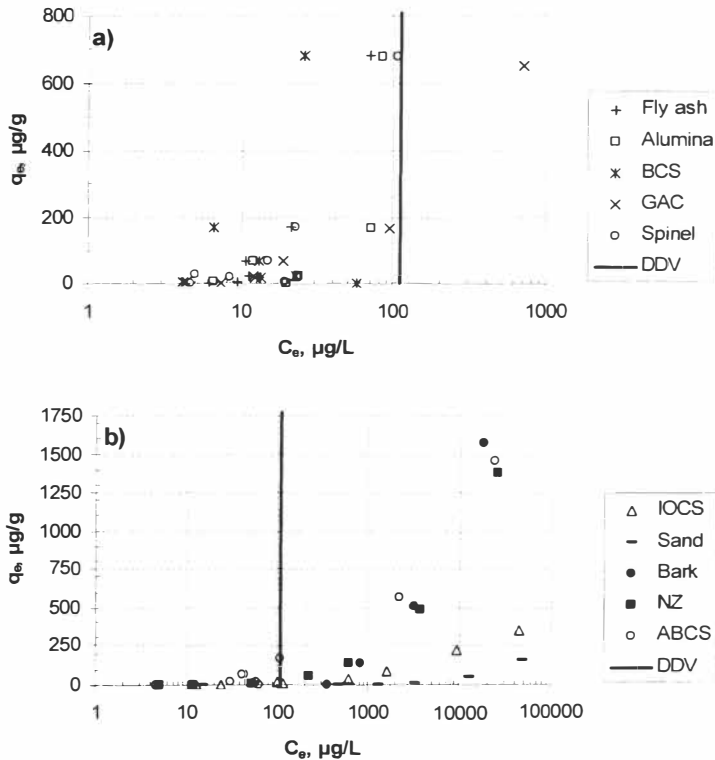 a)
800
600
400
200
0
qe, µg/g
1 10 100 1000
Ce, µg/L
Fly ash
Alumina
BCS
GAC
Spinel
DDV
b)
1750
1500
1250
1000
750
500
250
0
qe, µg/g
1 10 100 1000 10000 100000
Ce, µg/L
IOCS
Sand
Bark
NZ
ABCS
DDV